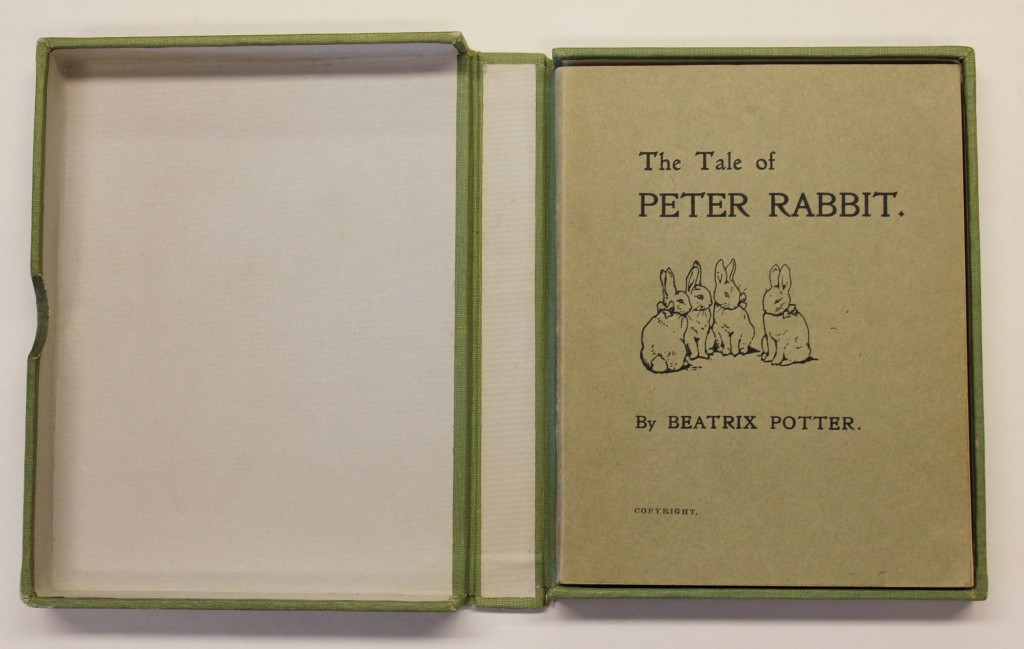 The Tale of
PETER RABBIT.
By BEATRIX POTTER.
COPYRIGHT.